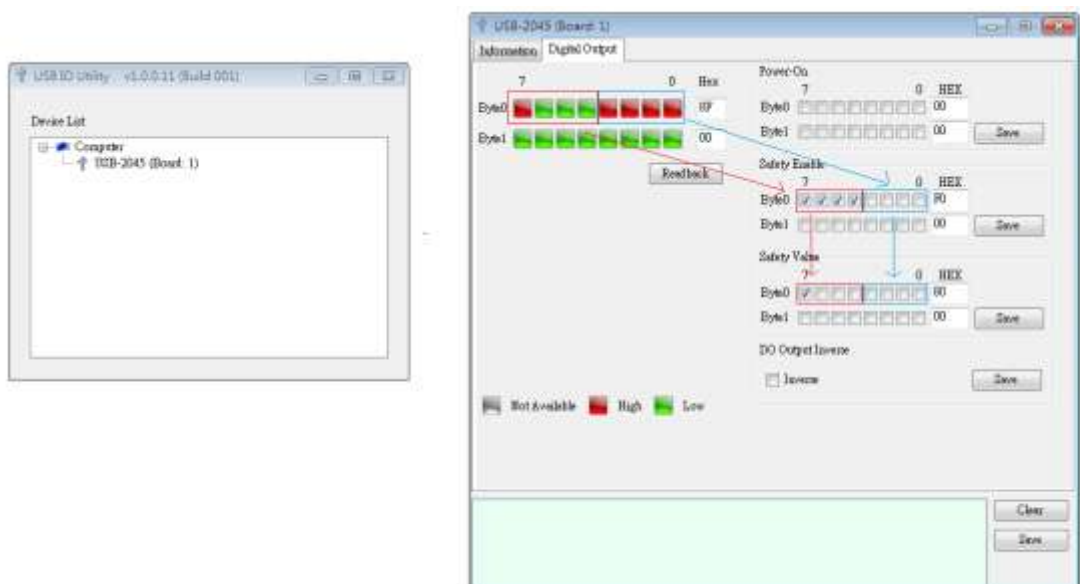 USB IO Utility v1.0.0.11 (Build 001)
Device List
Computer
USB-2045 (Board: 1)
USB-2045 (Board: 1)
Information Digital Output
7 0 Hex
Byte0 8F
Byte1 00
Readback
Not Available High Low
Power-On
7 0 HEX
Byte0 00
Byte1 00 Save
Safety Enable
7 0 HEX
Byte0 F0
Byte1 00 Save
Safety Value
7 0 HEX
Byte0 80
Byte1 00 Save
DO Output Inverse
Inverse Save
Clear
Save